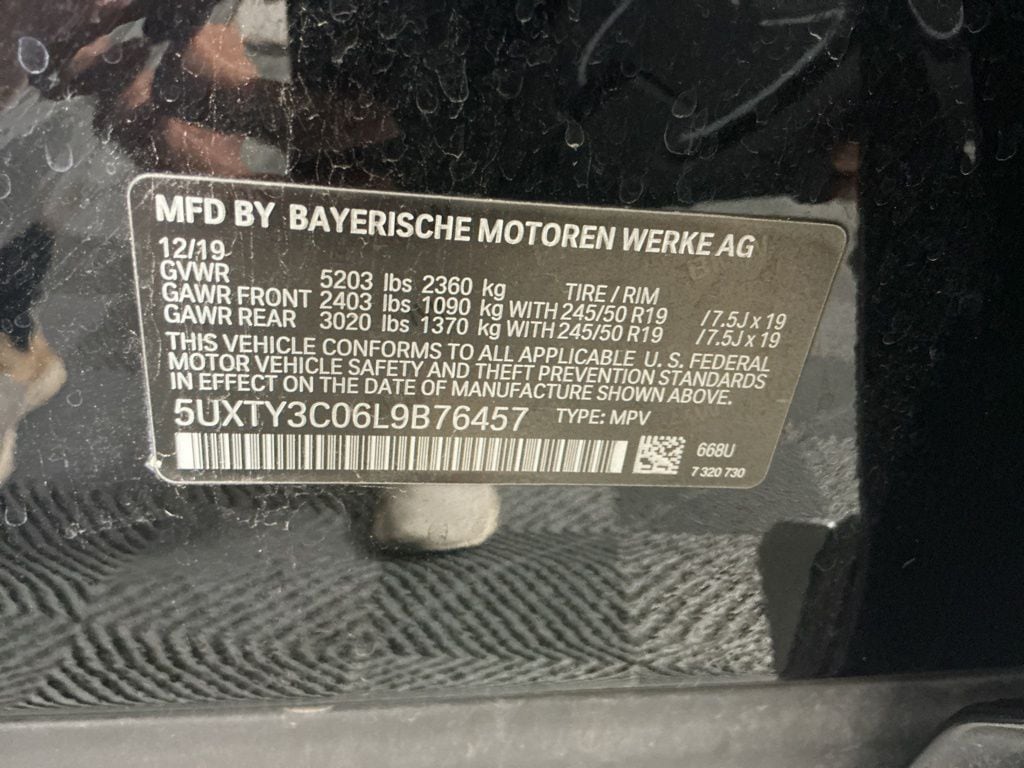 MFD BY BAYERISCHE MOTOREN WERKE AG
12/19
GVWR 5203 lbs 2360 kg TIRE / RIM
GAWR FRONT 2403 lbs 1090 kg WITH 245/50 R19 / 7.5J x 19
GAWR REAR 3020 lbs 1370 kg WITH 245/50 R19 / 7.5J x 19
THIS VEHICLE CONFORMS TO ALL APPLICABLE U. S. FEDERAL
MOTOR VEHICLE SAFETY AND THEFT PREVENTION STANDARDS
IN EFFECT ON THE DATE OF MANUFACTURE SHOWN ABOVE.
5UXTY3C06L9B76457 TYPE: MPV
668U
7 320 730